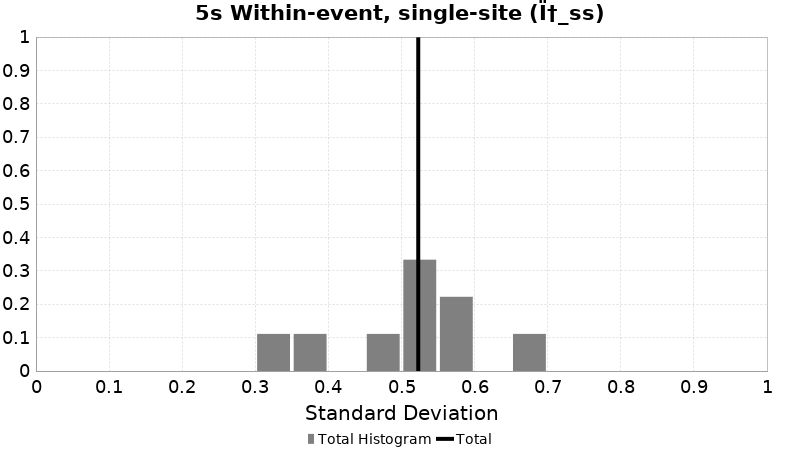 5s Within-event, single-site (Ï†_ss)
1
0.9
0.8
0.7
0.6
0.5
0.4
0.3
0.2
0.1
0
0 0.1 0.2 0.3 0.4 0.5 0.6 0.7 0.8 0.9 1
Standard Deviation
Total Histogram Total